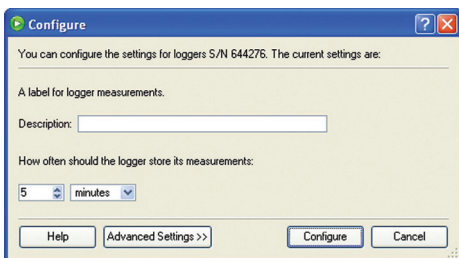 Configure
You can configure the settings for loggers S/N 644276. The current settings are:
A label for logger measurements.
Description:
How often should the logger store its measurements:
5 minutes
Help Advanced Settings >> Configure Cancel